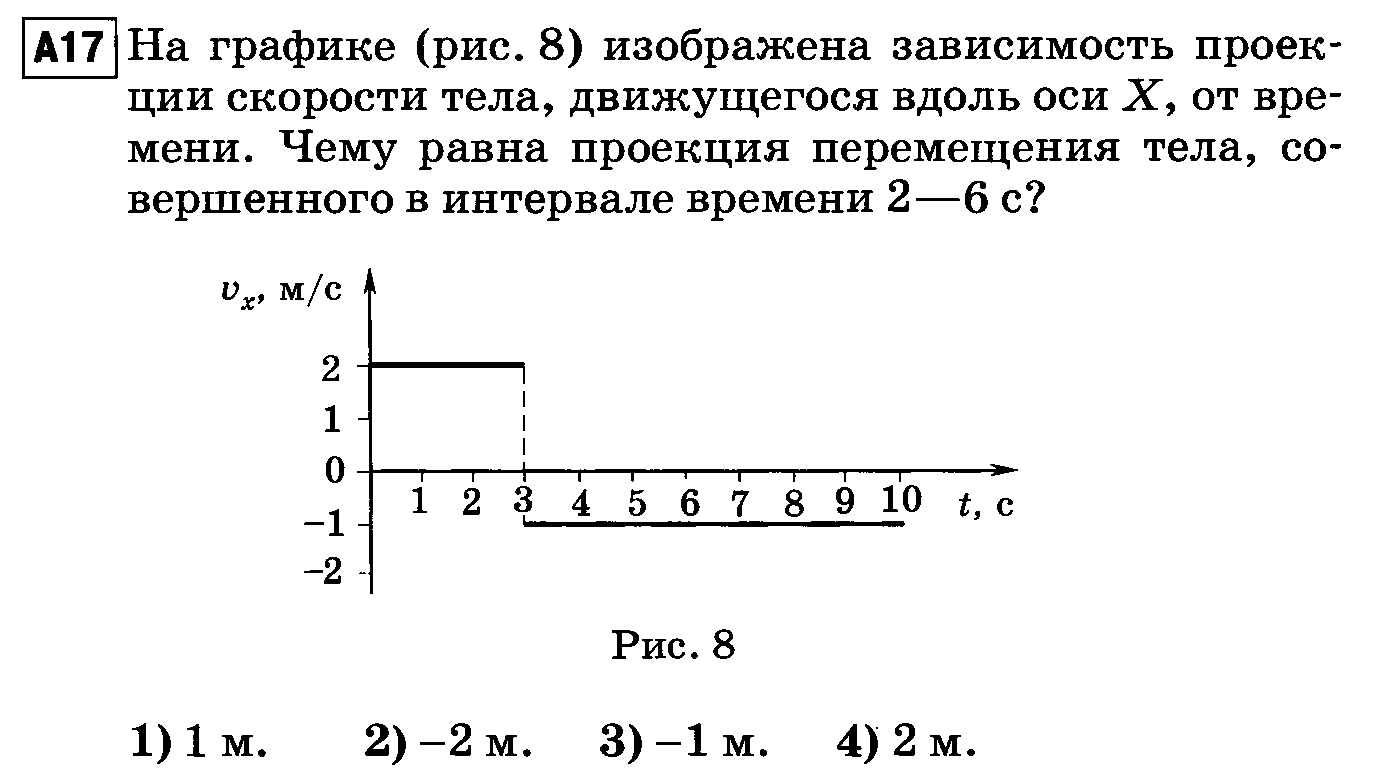 А17 На графике (рис. 8) изображена зависимость проек-
ции скорости тела, движущегося вдоль оси X, от вре-
мени. Чему равна проекция перемещения тела, со-
вершенного в интервале времени 2—6 с?
vₓ, м/с
2
1
0
1 2 3 4 5 6 7 8 9 10 t, с
–1
–2
Рис. 8
1) 1 м. 2) –2 м. 3) –1 м. 4) 2 м.